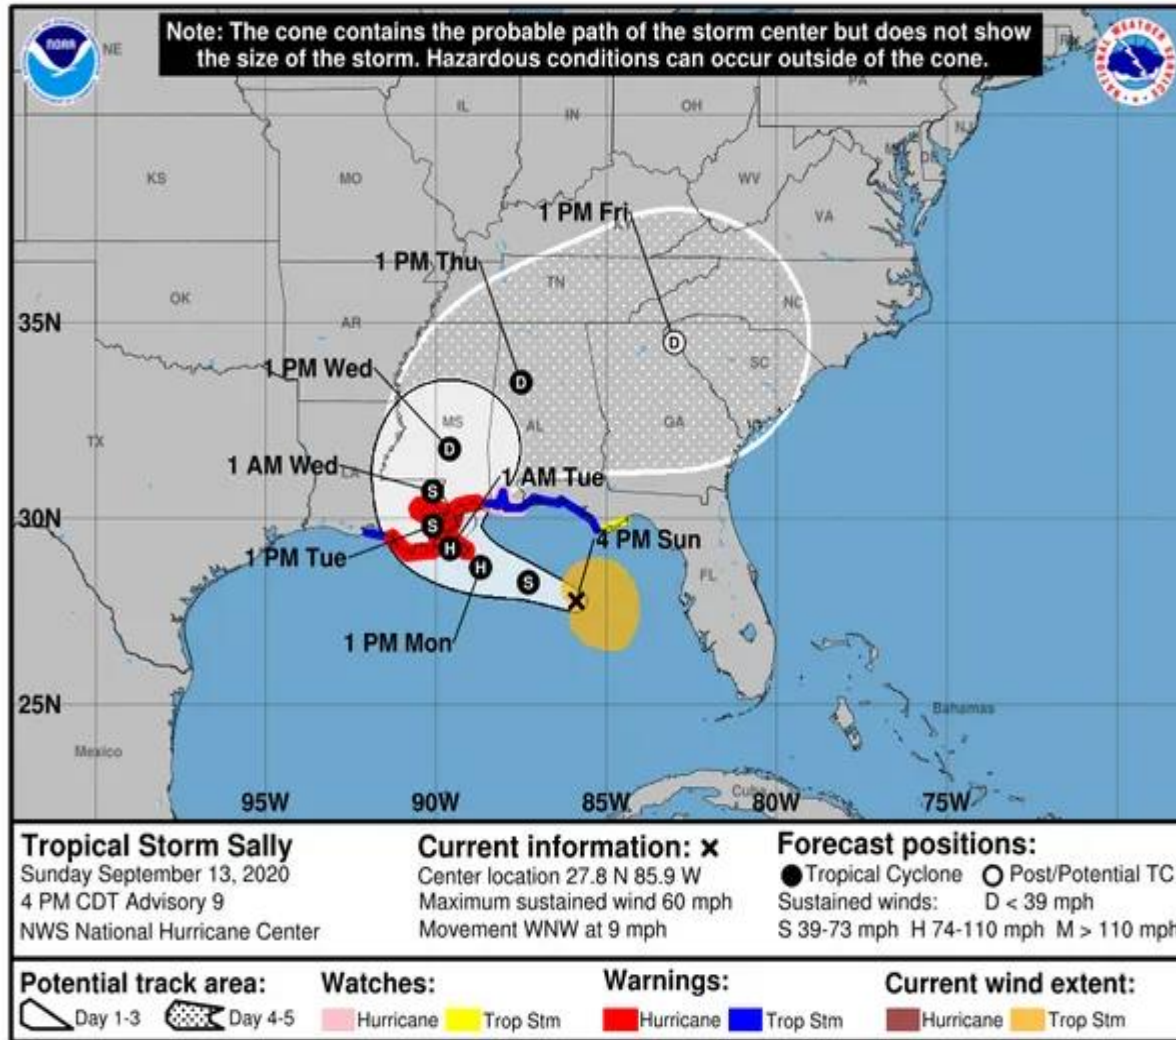 Note: The cone contains the probable path of the storm center but does not show
the size of the storm. Hazardous conditions can occur outside of the cone.
NOAA
NATIONAL WEATHER SERVICE
NE
IL
IN
OH
PA
NJ
DE
KS
MO
WV
VA
KY
1 PM Fri
1 PM Thu
TN
NC
OK
AR
35N
SC
1 PM Wed
MS
AL
GA
TX
LA
1 AM Wed
1 AM Tue
30N
4 PM Sun
1 PM Tue
FL
1 PM Mon
D
D
D
S
S
H
H
S
25N
Bahamas
Mexico
Cuba
95W 90W 85W 80W 75W
Tropical Storm Sally
Sunday September 13, 2020
4 PM CDT Advisory 9
NWS National Hurricane Center
Current information: x
Center location 27.8 N 85.9 W
Maximum sustained wind 60 mph
Movement WNW at 9 mph
Forecast positions:
Tropical Cyclone Post/Potential TC
Sustained winds: D < 39 mph
S 39-73 mph H 74-110 mph M > 110 mph
Potential track area:
Day 1-3 Day 4-5
Watches:
Hurricane Trop Stm
Warnings:
Hurricane Trop Stm
Current wind extent:
Hurricane Trop Stm